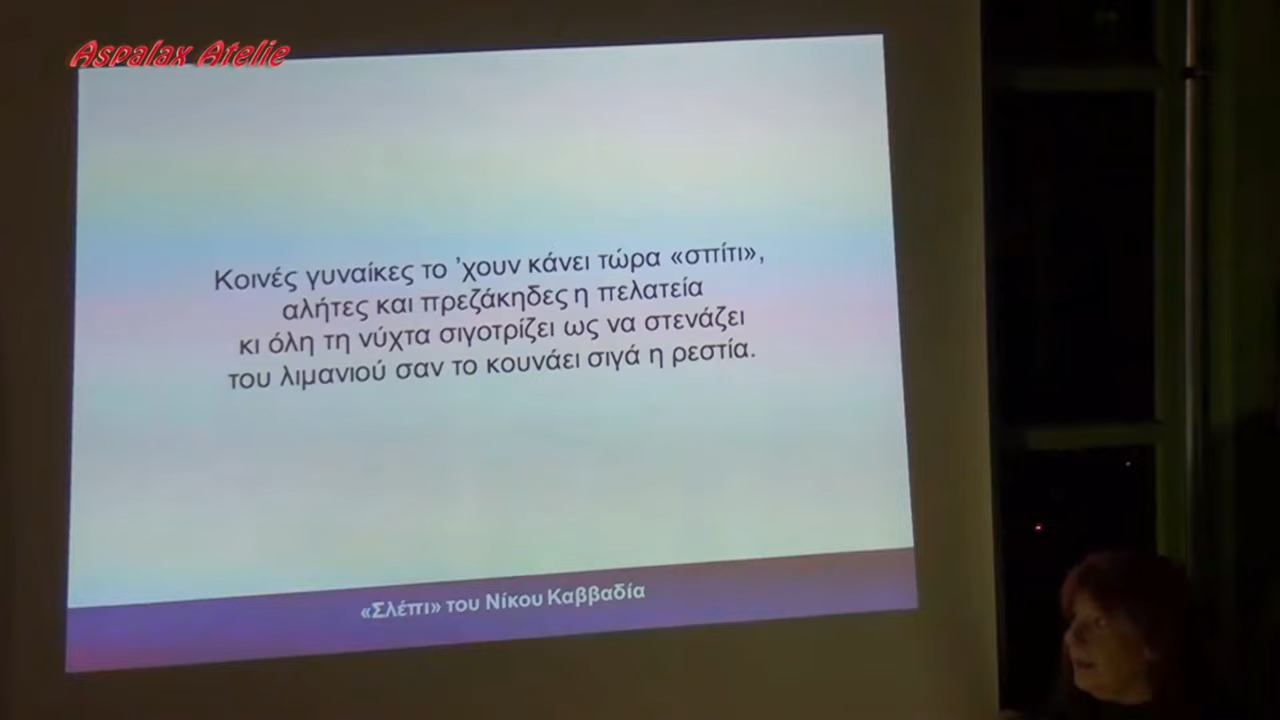 Aspalax Atelie
Κοινές γυναίκες το ’χουν κάνει τώρα «σπίτι»,
αλήτες και πρεζάκηδες η πελατεία
κι όλη τη νύχτα σιγοτρίζει ως να στενάζει
του λιμανιού σαν το κουνάει σιγά η ρεστία.
«Σλέπι» του Νίκου Καββαδία